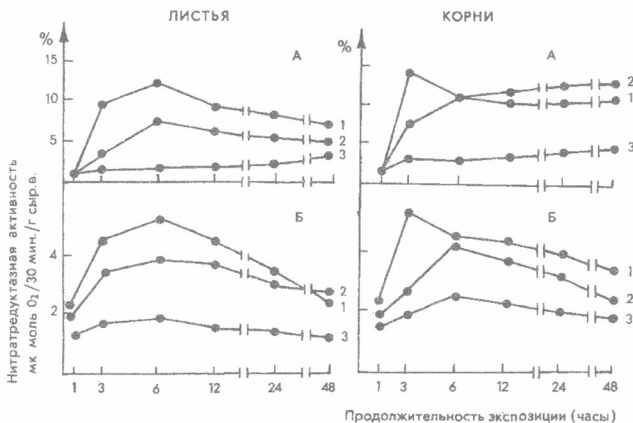 ЛИСТЬЯ
КОРНИ
%
А
15
10
5
1
2
3
%
А
2
1
3
Б
4
2
2
1
3
Б
1
2
3
Нитратредуктазная активность
мк моль О₂/30 мин./г сыр.в.
1 3 6 12 24 48
1 3 6 12 24 48
Продолжительность экспозиции (часы)